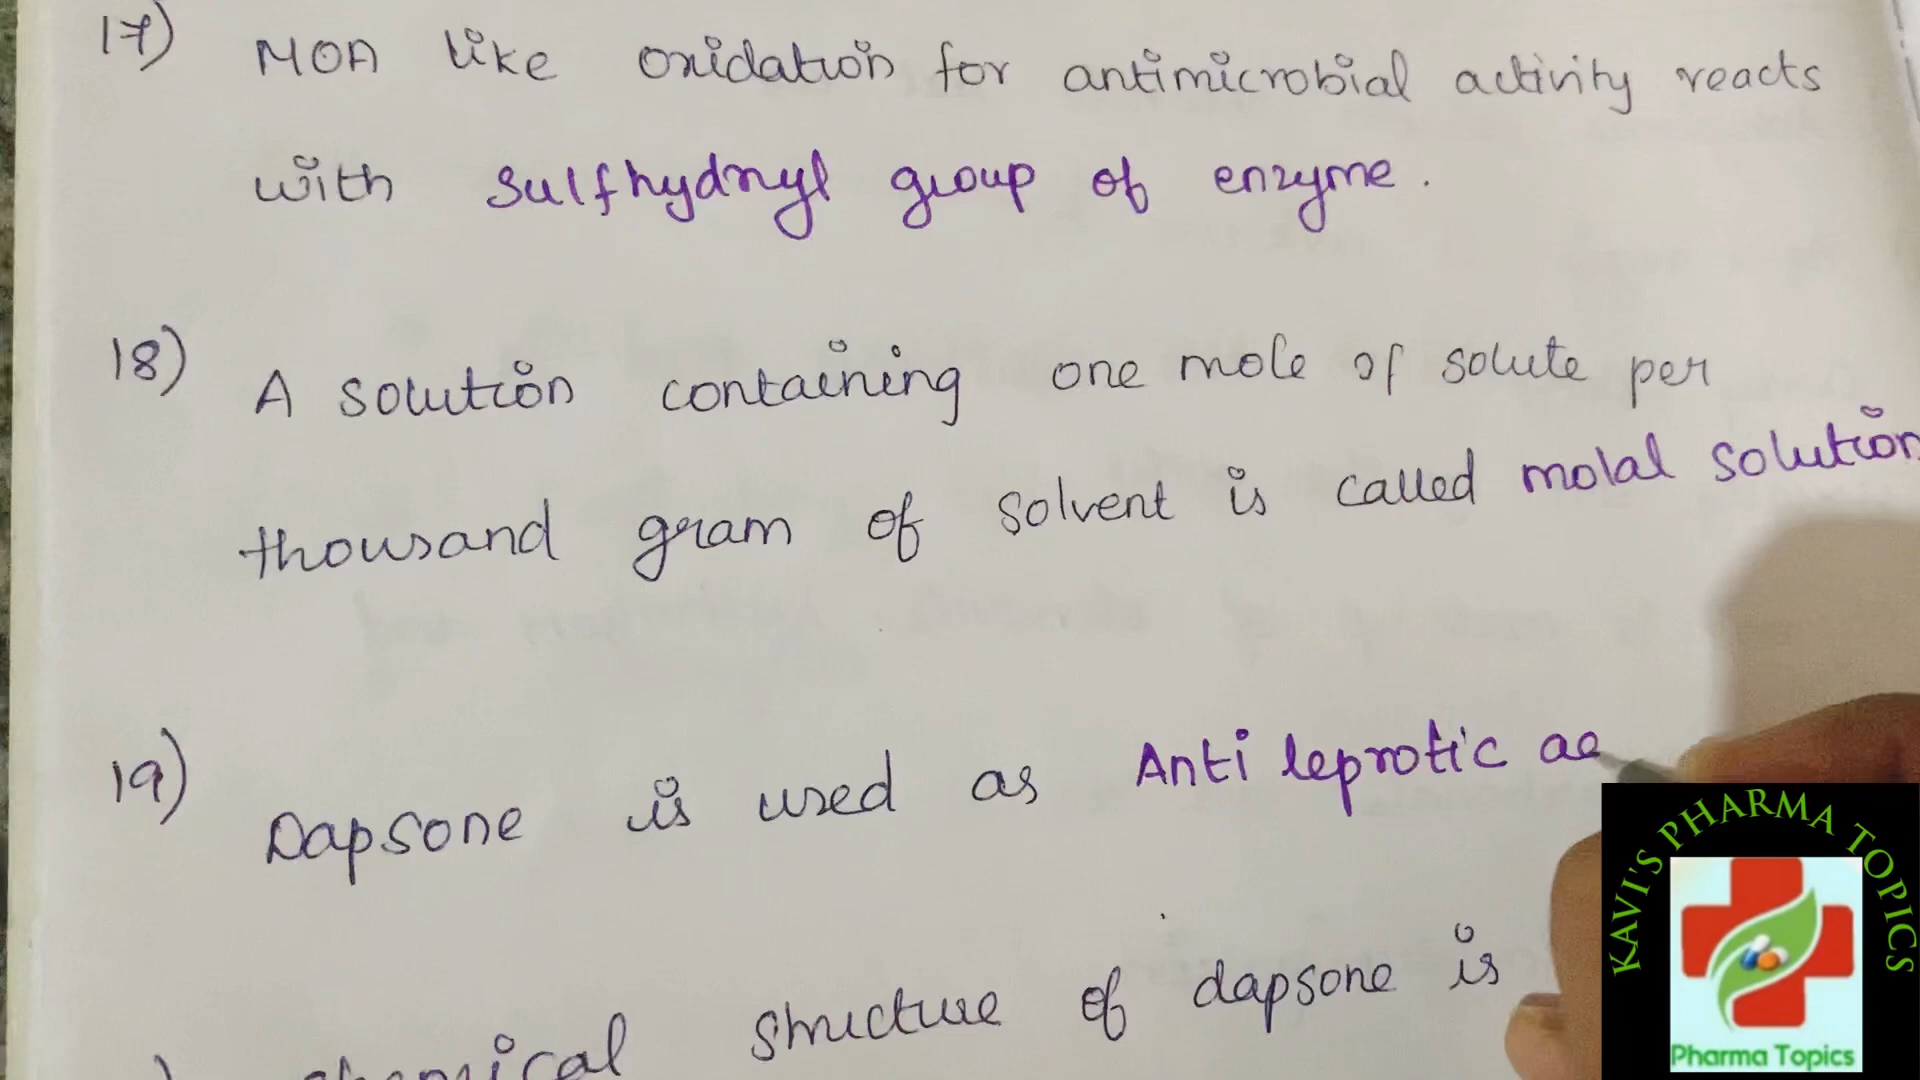 17) MOA like oxidation for antimicrobial activity reacts
with sulfhydryl group of enzyme.
18) A solution containing one mole of solute per
thousand gram of solvent is called molal solution
19) Dapsone is used as Anti leprotic
chemical structure of dapsone is
KAVI'S PHARMA TOPICS
Pharma Topics